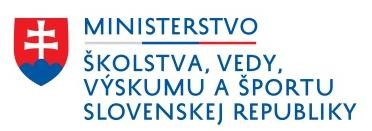 MINISTERSTVO
ŠKOLSTVA, VEDY,
VÝSKUMU A ŠPORTU
SLOVENSKEJ REPUBLIKY